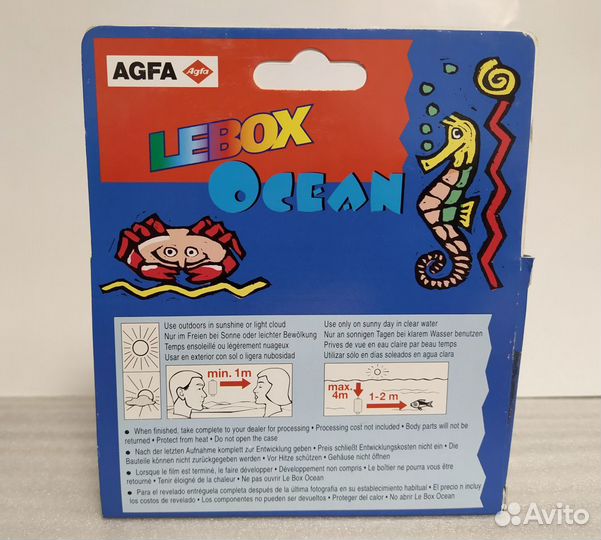 AGFA Agfa
LEBOX
OCEAN
Use outdoors in sunshine or light cloud
Nur im Freien bei Sonne oder leichter Bewölkung
Temps ensoleillé ou légèrement nuageux
Usar en exterior con sol o ligera nubosidad
min. 1m
Use only on sunny day in clear water
Nur an sonnigen Tagen bei klarem Wasser benutzen
Prives de vue en eau claire par beau temps
Utilizar sólo en dias soleados en agua clara
max.
4m
1-2 m
• When finished, take complete to your dealer for processing • Processing cost not included • Body parts will not be
returned • Protect from heat • Do not open the case
• Nach der letzten Aufnahme komplett zur Entwicklung geben • Preis schließt Entwicklungskosten nicht ein • Die
Bauteile können nicht zurückgegeben werden • Vor Hitze schützen • Gehäuse nicht öffnen
• Lorsque le film est terminé, le faire développer • Développement non compris • Le boîtier ne pourra vous être
retourné • Tenir éloigné de la chaleur • Ne pas ouvrir Le Box Ocean
• Para el revelado entréguela completa después de la última fotografía en su establecimiento habitual • El precio n incluy
los costos de revelado • Los componentes no pueden ser devueltos • Proteger del calor • No abrir Le Box Ocean
Avito